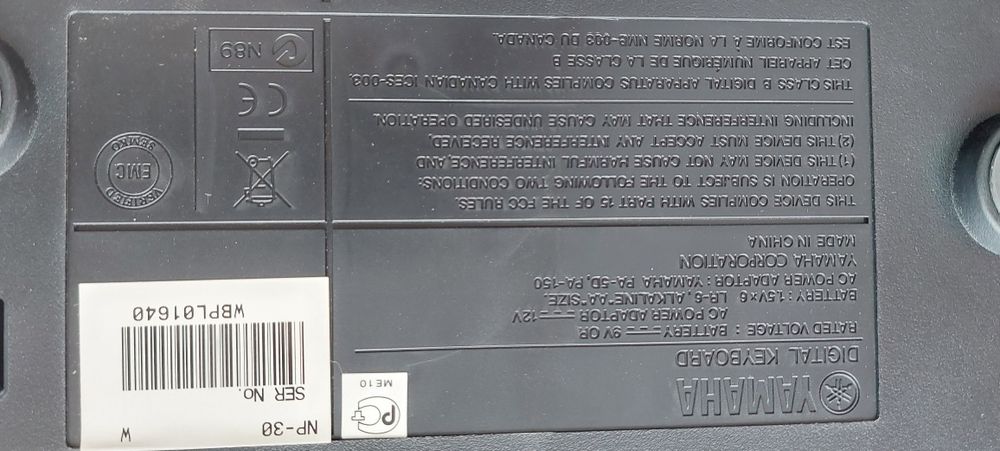 YAMAHA
DIGITAL KEYBOARD
RATED VOLTAGE : BATTERY 9V OR
AC POWER ADAPTOR 12V
BATTERY : 1.5V x 6 LR-6, ALKALINE"AA"SIZE.
AC POWER ADAPTOR : YAMAHA PA-5D, PA-150
YAMAHA CORPORATION
MADE IN CHINA
THIS DEVICE COMPLIES WITH PART 15 OF THE FCC RULES.
OPERATION IS SUBJECT TO THE FOLLOWING TWO CONDITIONS:
(1) THIS DEVICE MAY NOT CAUSE HARMFUL INTERFERENCE, AND
(2) THIS DEVICE MUST ACCEPT ANY INTERFERENCE RECEIVED,
INCLUDING INTERFERENCE THAT MAY CAUSE UNDESIRED OPERATION.
THIS CLASS B DIGITAL APPARATUS COMPLIES WITH CANADIAN ICES-003.
CET APPAREIL NUMÉRIQUE DE LA CLASSE B
EST CONFORME À LA NORME NMB-003 DU CANADA.
ME10
NP-30 W
SER No.
WBPL01640
VERIFIED
EMC
SEMKO
CE
N89